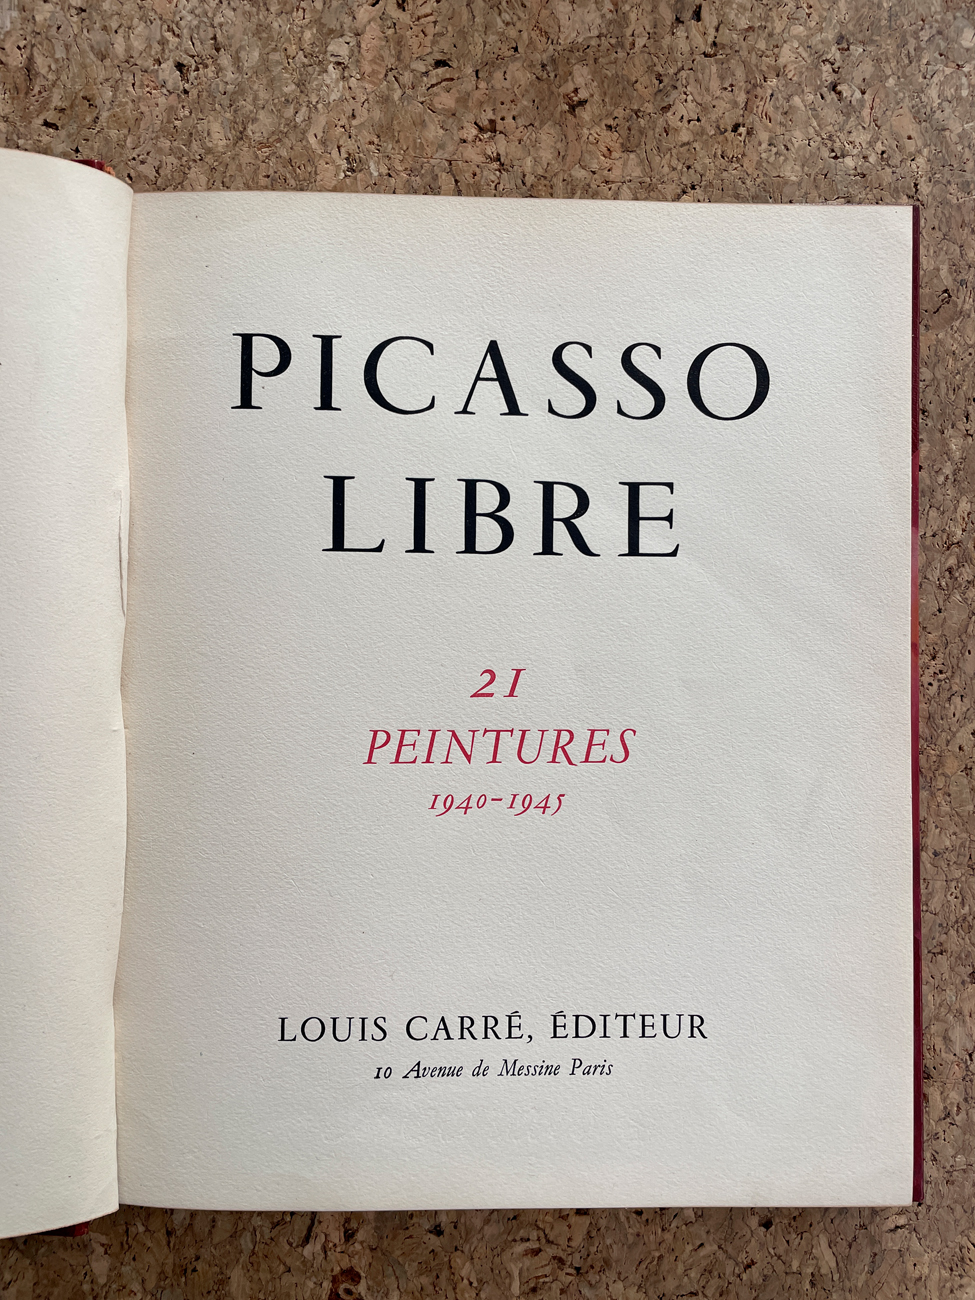 PICASSO
LIBRE
21
PEINTURES
1940-1945
LOUIS CARRÉ, ÉDITEUR
10 Avenue de Messine Paris